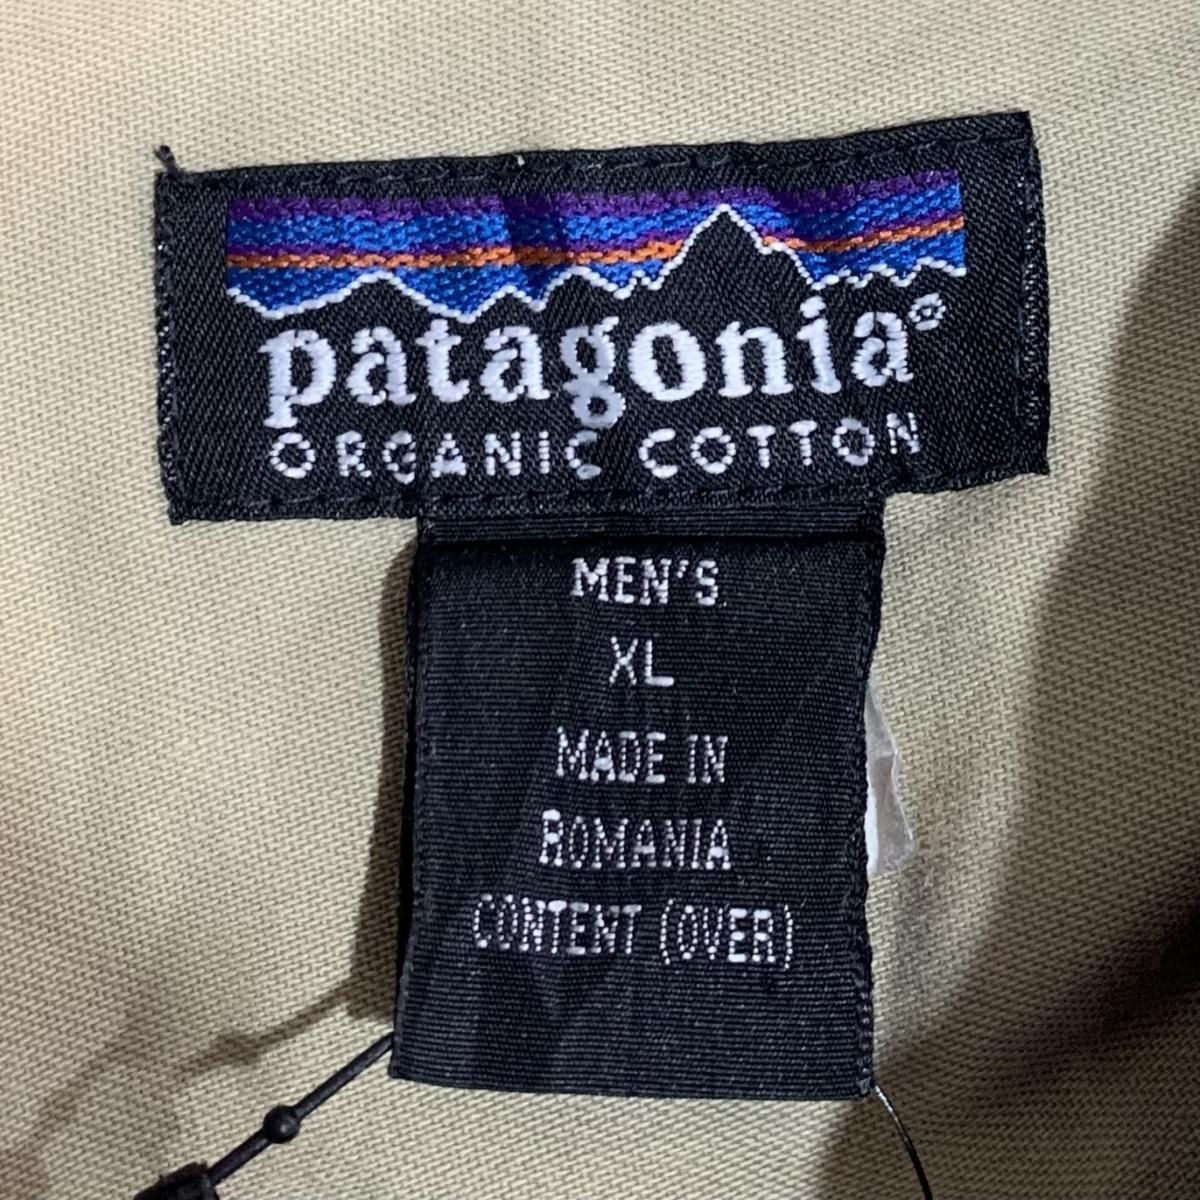 patagonia®
ORGANIC COTTON
MEN'S
XL
MADE IN
ROMANIA
CONTENT (OVER)